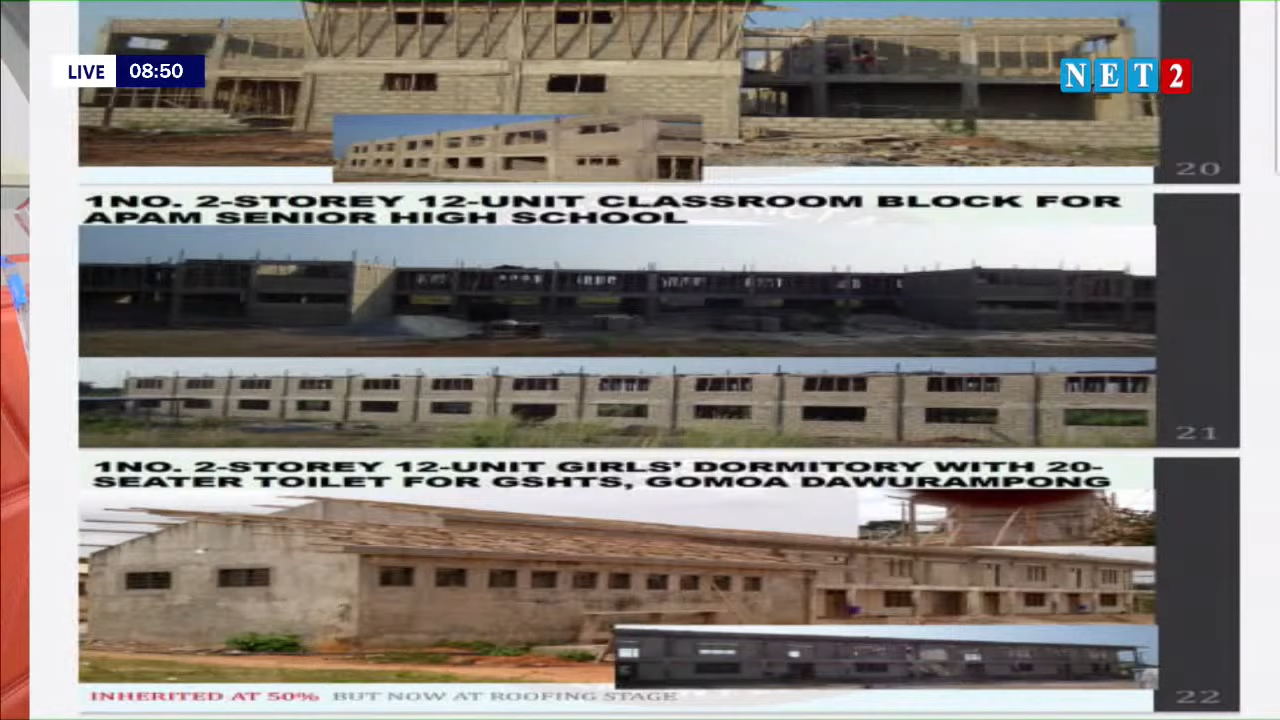 LIVE 08:50
NET2
20
1NO. 2-STOREY 12-UNIT CLASSROOM BLOCK FOR
APAM SENIOR HIGH SCHOOL
21
1NO. 2-STOREY 12-UNIT GIRLS' DORMITORY WITH 20-
SEATER TOILET FOR GSHTS, GOMOA DAWURAMPONG
INHERITED AT 50% BUT NOW AT ROOFING STAGE
22